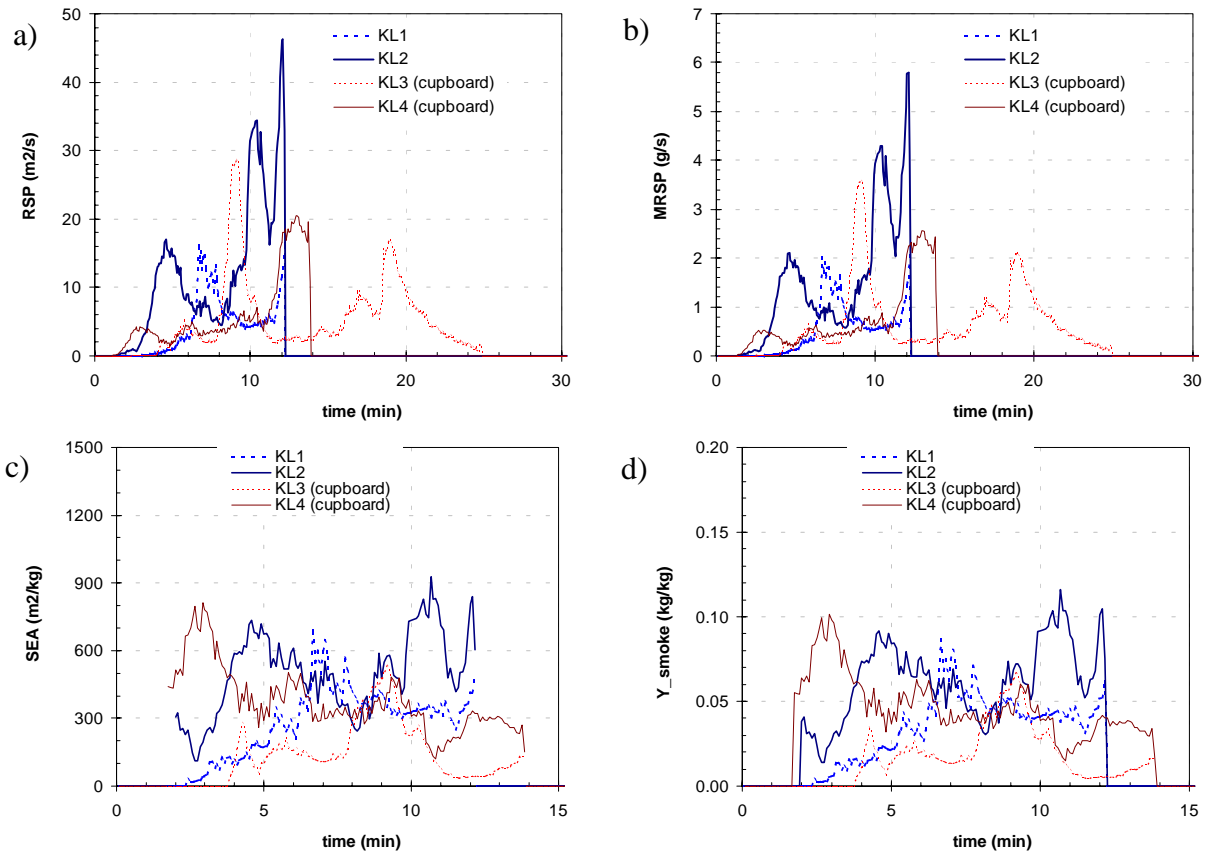 a)
50
40
30
20
10
0
RSP (m2/s)
KL1
KL2
KL3 (cupboard)
KL4 (cupboard)
0 10 20 30
time (min)
b)
7
6
5
4
3
2
1
0
MRSP (g/s)
KL1
KL2
KL3 (cupboard)
KL4 (cupboard)
0 10 20 30
time (min)
c)
1500
1200
900
600
300
0
SEA (m2/kg)
KL1
KL2
KL3 (cupboard)
KL4 (cupboard)
0 5 10 15
time (min)
d)
0.20
0.15
0.10
0.05
0.00
Y_smoke (kg/kg)
KL1
KL2
KL3 (cupboard)
KL4 (cupboard)
0 5 10 15
time (min)